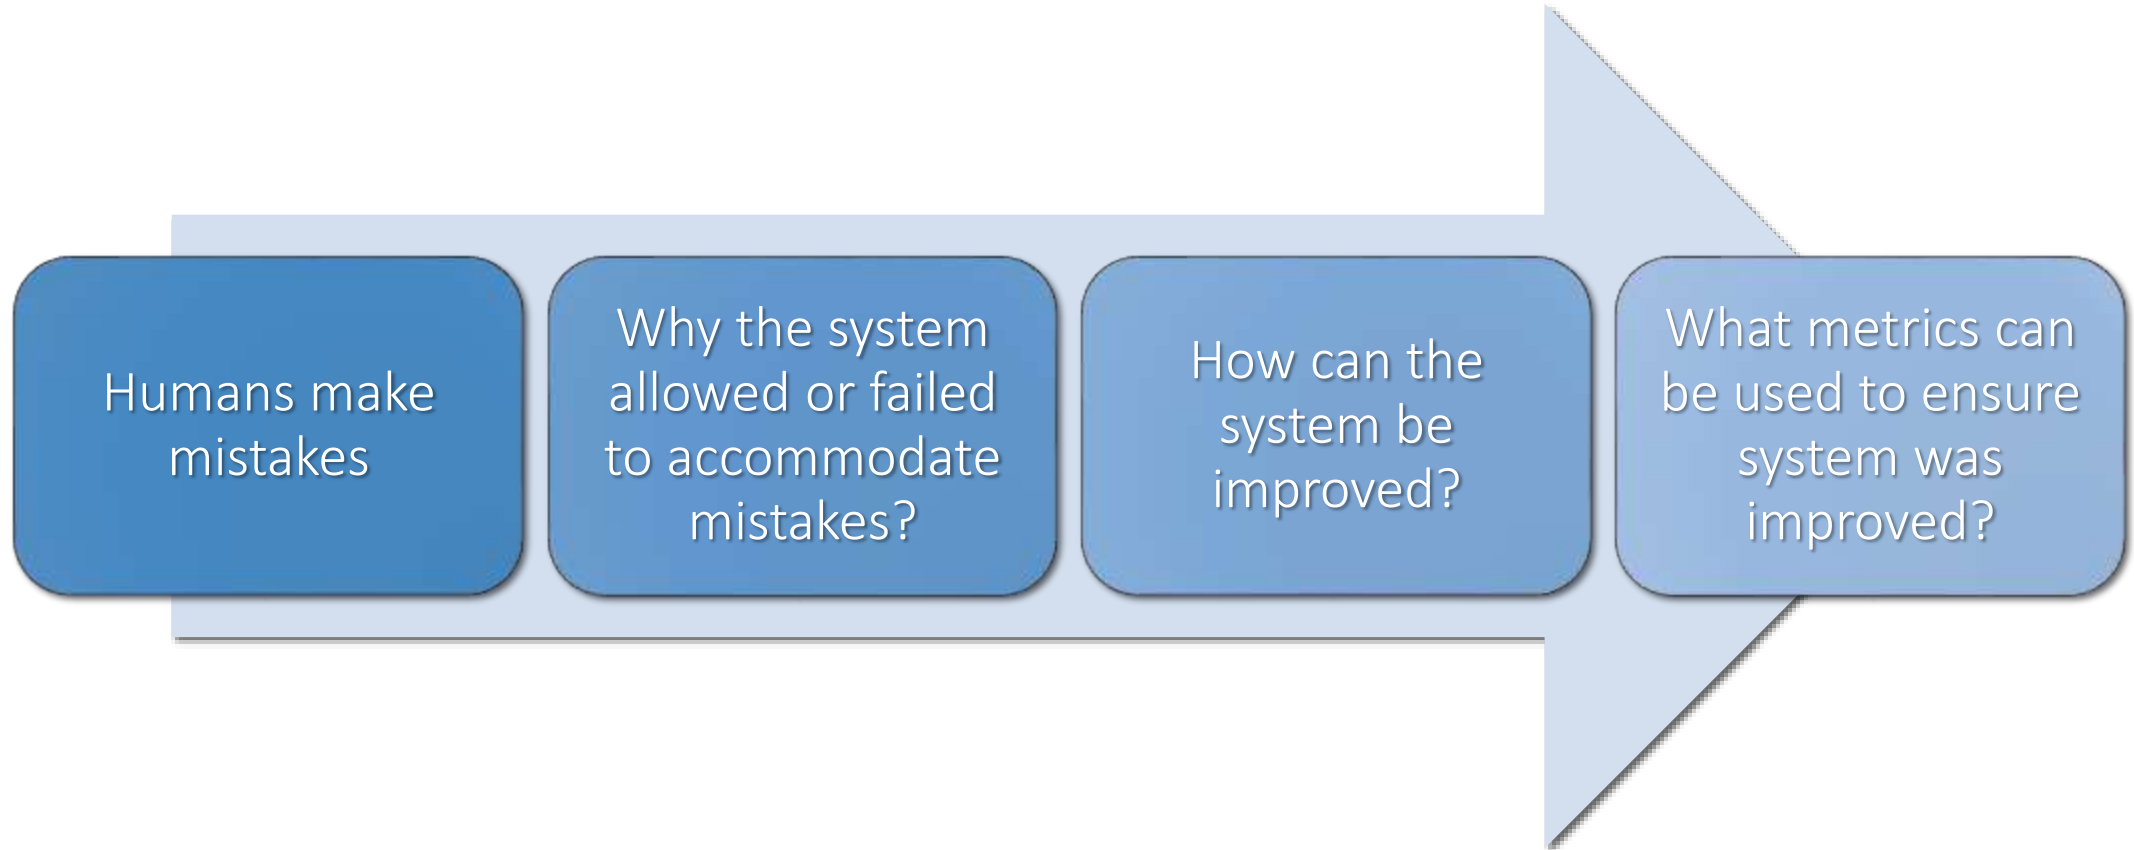 Humans make
mistakes
Why the system
allowed or failed
to accommodate
mistakes?
How can the
system be
improved?
What metrics can
be used to ensure
system was
improved?